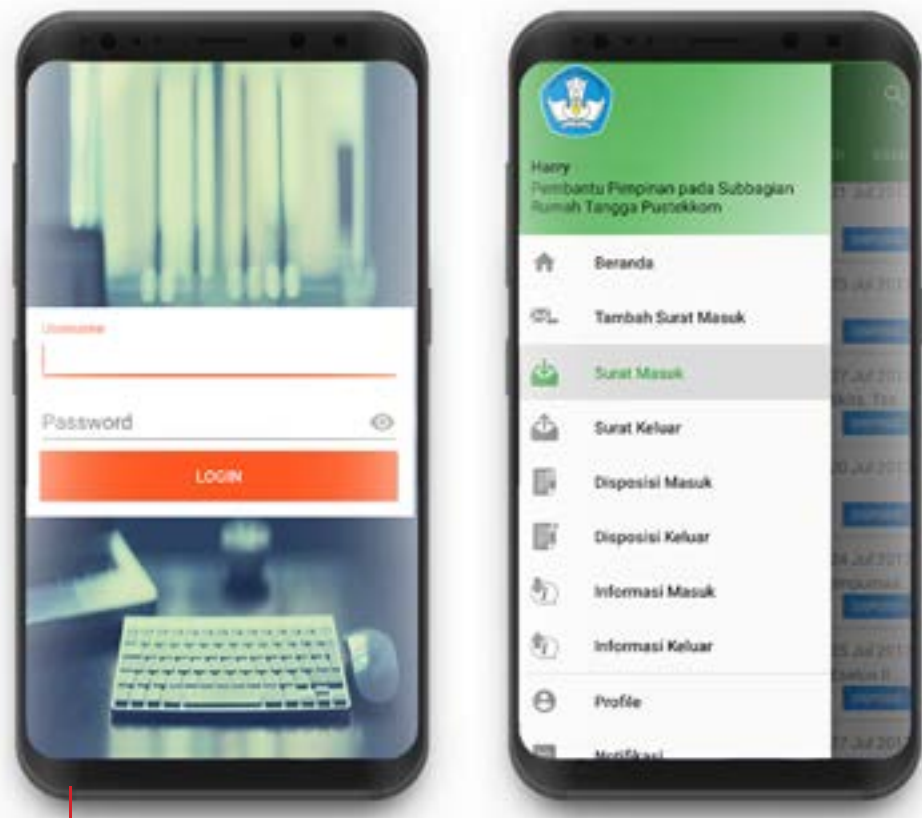 Username
Password
LOGIN
Harry
Pembantu Pimpinan pada Subbagian
Rumah Tangga Pustekkom
Beranda
Tambah Surat Masuk
Surat Masuk
Surat Keluar
Disposisi Masuk
Disposisi Keluar
Informasi Masuk
Informasi Keluar
Profile
Notifikasi